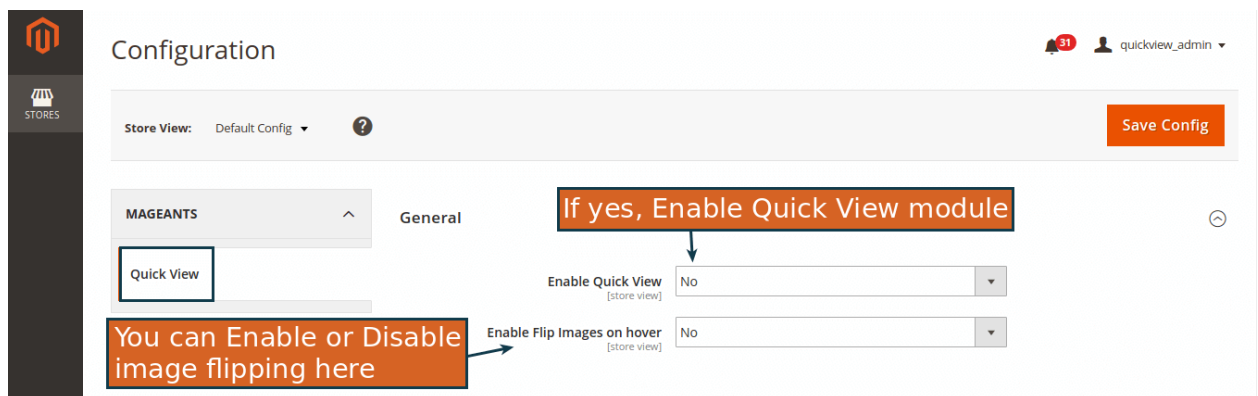 Configuration
31
quickview_admin
STORES
Store View: Default Config
?
Save Config
MAGEANTS
General
If yes, Enable Quick View module
Quick View
Enable Quick View
No
[store view]
You can Enable or Disable
image flipping here
Enable Flip Images on hover
No
[store view]